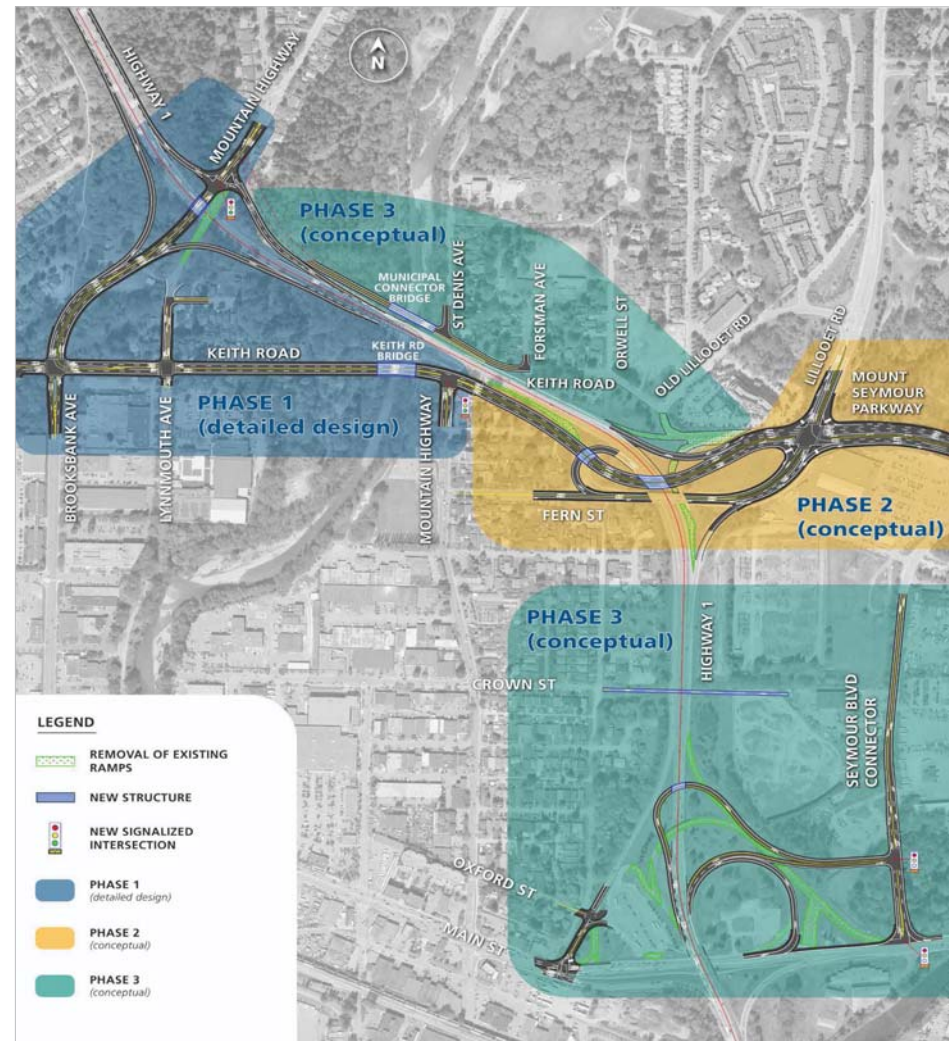 HIGHWAY 1
MOUNTAIN HIGHWAY
N
PHASE 3
(conceptual)
MUNICIPAL
CONNECTOR
BRIDGE
ST DENIS AVE
FORSMAN AVE
ORWELL ST
OLD LILLOOET RD
LILLOOET RD
KEITH ROAD
KEITH RD
BRIDGE
KEITH ROAD
MOUNT
SEYMOUR
PARKWAY
PHASE 1
(detailed design)
BROOKSBANK AVE
LYNNMOUTH AVE
MOUNTAIN HIGHWAY
FERN ST
PHASE 2
(conceptual)
PHASE 3
(conceptual)
HIGHWAY 1
CROWN ST
SEYMOUR BLVD
CONNECTOR
OXFORD ST
MAIN ST
LEGEND
REMOVAL OF EXISTING
RAMPS
NEW STRUCTURE
NEW SIGNALIZED
INTERSECTION
PHASE 1
(detailed design)
PHASE 2
(conceptual)
PHASE 3
(conceptual)